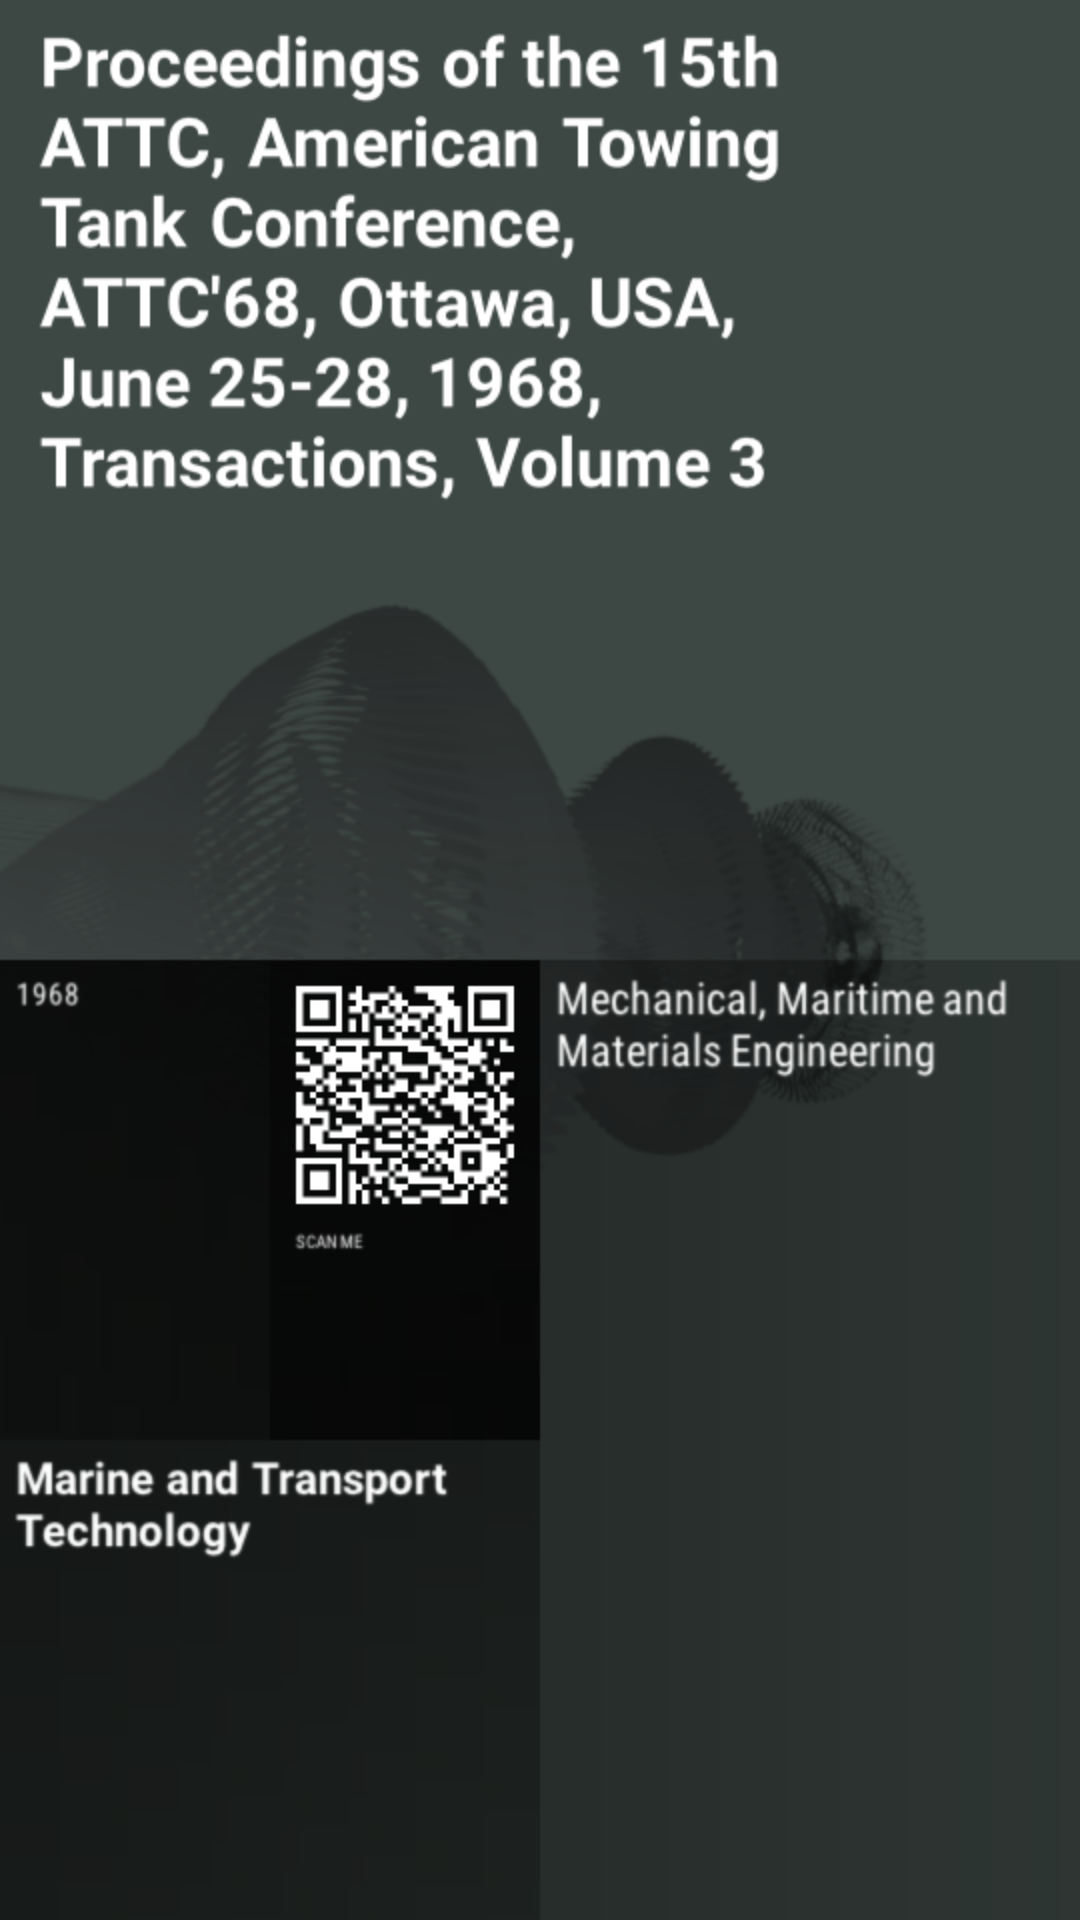 Proceedings of the 15th
ATTC, American Towing
Tank Conference,
ATTC'68, Ottawa, USA,
June 25-28, 1968,
Transactions, Volume 3
1968
SCAN ME
Mechanical, Maritime and
Materials Engineering
Marine and Transport
Technology